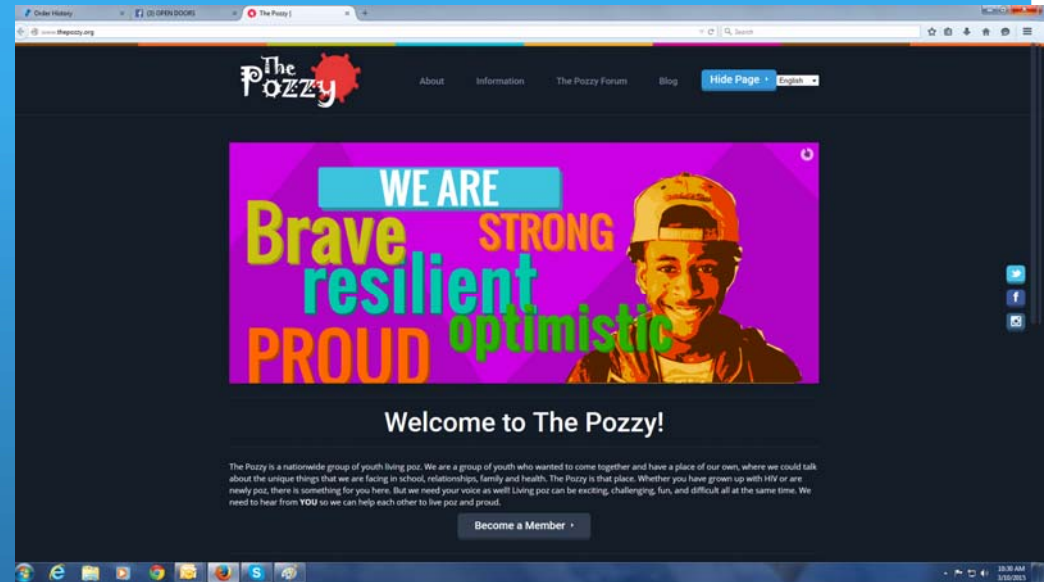 Order History
(3) OPEN DOORS
The Pozzy |
www.thepozzy.org
Search
The
Pozzy
About
Information
The Pozzy Forum
Blog
Hide Page
English
WE ARE
Brave
STRONG
resilient
optimistic
PROUD
Welcome to The Pozzy!
The Pozzy is a nationwide group of youth living poz. We are a group of youth who wanted to come together and have a place of our own, where we could talk
about the unique things that we are facing in school, relationships, family and health. The Pozzy is that place. Whether you have grown up with HIV or are
newly poz, there is something for you here. But we need your voice as well! Living poz can be exciting, challenging, fun, and difficult all at the same time. We
need to hear from YOU so we can help each other to live poz and proud.
Become a Member
10:30 AM
3/10/2015